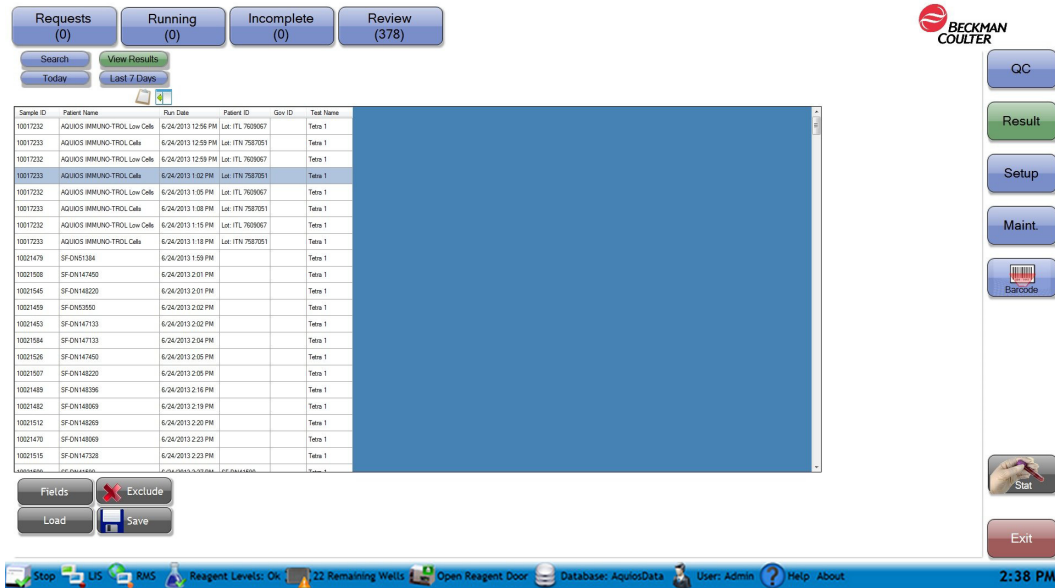 Requests Running Incomplete Review
(0) (0) (0) (378)
BECKMAN
COULTER
Search View Results
Today Last 7 Days
QC
Result
Setup
Maint.
Barcode
Stat
Exit
Sample ID Patient Name Run Date Patient ID Gov ID Test Name
10017232 AQUIOS IMMUNO-TROL Low Cells 6/24/2013 12:56 PM Lot: ITL 7609067 Tetra 1
10017233 AQUIOS IMMUNO-TROL Cells 6/24/2013 12:59 PM Lot: ITN 7587051 Tetra 1
10017232 AQUIOS IMMUNO-TROL Low Cells 6/24/2013 12:59 PM Lot: ITL 7609067 Tetra 1
10017233 AQUIOS IMMUNO-TROL Cells 6/24/2013 1:02 PM Lot: ITN 7587051 Tetra 1
10017232 AQUIOS IMMUNO-TROL Low Cells 6/24/2013 1:05 PM Lot: ITL 7609067 Tetra 1
10017233 AQUIOS IMMUNO-TROL Cells 6/24/2013 1:08 PM Lot: ITN 7587051 Tetra 1
10017232 AQUIOS IMMUNO-TROL Low Cells 6/24/2013 1:15 PM Lot: ITL 7609067 Tetra 1
10017233 AQUIOS IMMUNO-TROL Cells 6/24/2013 1:18 PM Lot: ITN 7587051 Tetra 1
10021479 SF-DN51384 6/24/2013 1:59 PM Tetra 1
10021508 SF-DN147450 6/24/2013 2:01 PM Tetra 1
10021545 SF-DN148220 6/24/2013 2:01 PM Tetra 1
10021459 SF-DN53550 6/24/2013 2:02 PM Tetra 1
10021453 SF-DN147133 6/24/2013 2:02 PM Tetra 1
10021584 SF-DN147133 6/24/2013 2:04 PM Tetra 1
10021526 SF-DN147450 6/24/2013 2:05 PM Tetra 1
10021507 SF-DN148220 6/24/2013 2:05 PM Tetra 1
10021489 SF-DN148396 6/24/2013 2:16 PM Tetra 1
10021482 SF-DN148069 6/24/2013 2:19 PM Tetra 1
10021512 SF-DN148269 6/24/2013 2:20 PM Tetra 1
10021470 SF-DN148069 6/24/2013 2:23 PM Tetra 1
10021515 SF-DN147328 6/24/2013 2:23 PM Tetra 1
Fields Exclude
Load Save
Stop LIS RMS Reagent Levels: Ok 22 Remaining Wells Open Reagent Door Database: AquiosData User: Admin Help About 2:38 PM